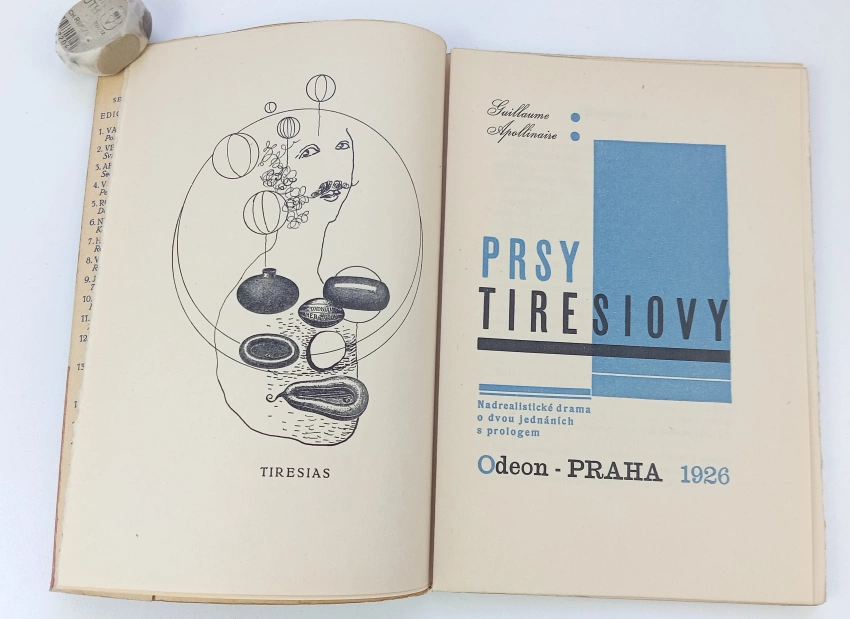 TIRESIAS
Guillaume
Apollinaire
PRSY
TIRESIOVY
Nadrealistické drama
o dvou jednáních
s prologem
Odeon - PRAHA 1926